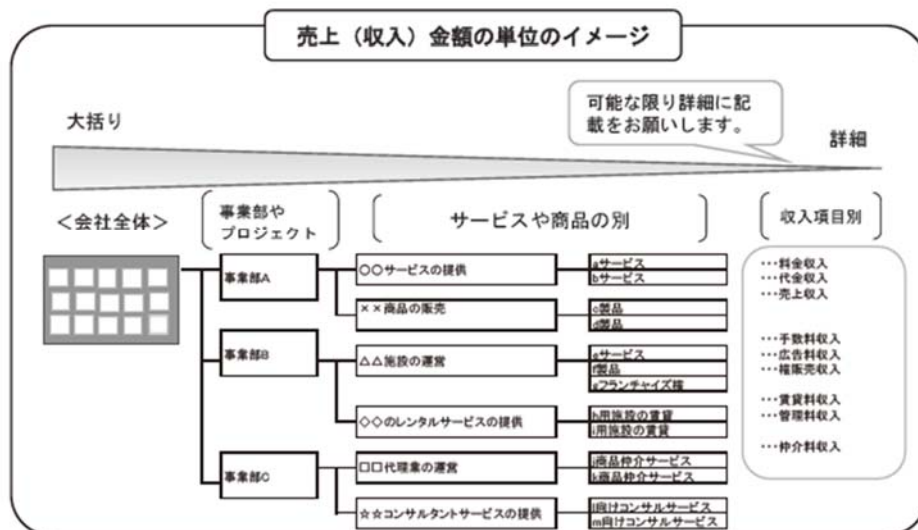 売上（収入）金額の単位のイメージ
可能な限り詳細に記
載をお願いします。
大括り
詳細
＜会社全体＞
事業部や
プロジェクト
サービスや商品の別
収入項目別
事業部A
○○サービスの提供
aサービス
bサービス
××商品の販売
c製品
d製品
事業部B
△△施設の運営
eサービス
f製品
gフランチャイズ権
◇◇のレンタルサービスの提供
h用施設の賃貸
i用施設の賃貸
事業部C
□□代理業の運営
j商品仲介サービス
k商品仲介サービス
☆☆コンサルタントサービスの提供
l向けコンサルサービス
m向けコンサルサービス
…料金収入
…代金収入
…売上収入
…手数料収入
…広告料収入
…権販売収入
…賃貸料収入
…管理料収入
…仲介料収入